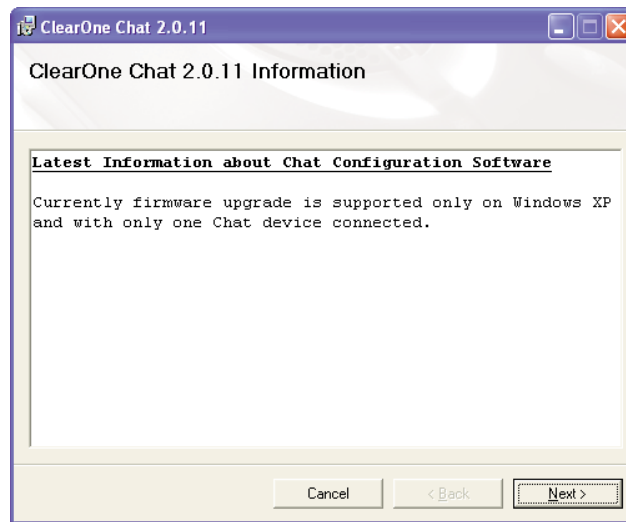 ClearOne Chat 2.0.11
ClearOne Chat 2.0.11 Information
Latest Information about Chat Configuration Software
Currently firmware upgrade is supported only on Windows XP
and with only one Chat device connected.
Cancel
< Back
Next >